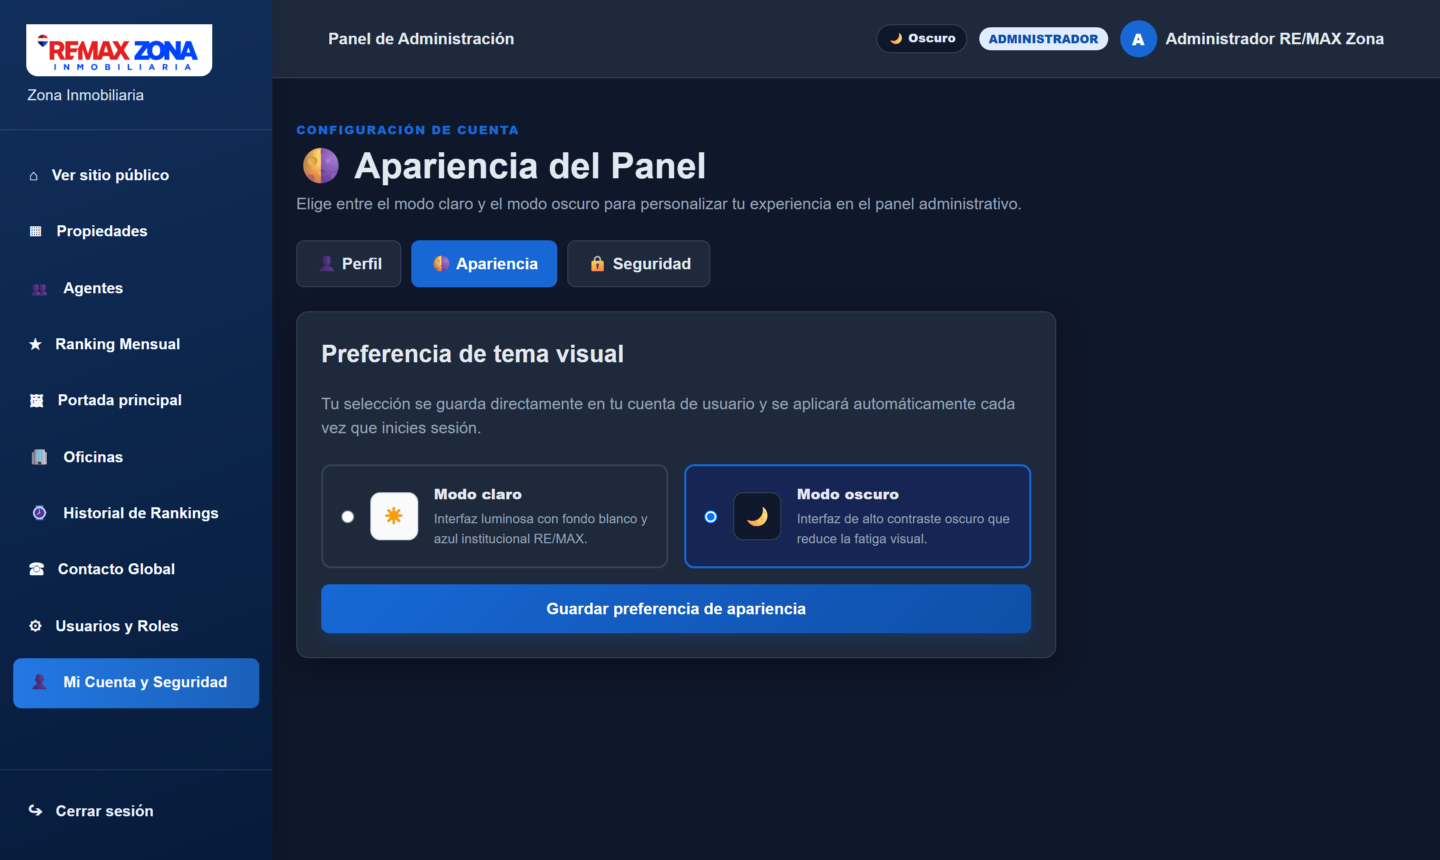 REMAX ZONA
INMOBILIARIA
Zona Inmobiliaria
Ver sitio público
Propiedades
Agentes
Ranking Mensual
Portada principal
Oficinas
Historial de Rankings
Contacto Global
Usuarios y Roles
Mi Cuenta y Seguridad
Cerrar sesión
Panel de Administración
Oscuro
ADMINISTRADOR
A
Administrador RE/MAX Zona
CONFIGURACIÓN DE CUENTA
Apariencia del Panel
Elige entre el modo claro y el modo oscuro para personalizar tu experiencia en el panel administrativo.
Perfil
Apariencia
Seguridad
Preferencia de tema visual
Tu selección se guarda directamente en tu cuenta de usuario y se aplicará automáticamente cada
vez que inicies sesión.
Modo claro
Interfaz luminosa con fondo blanco y
azul institucional RE/MAX.
Modo oscuro
Interfaz de alto contraste oscuro que
reduce la fatiga visual.
Guardar preferencia de apariencia